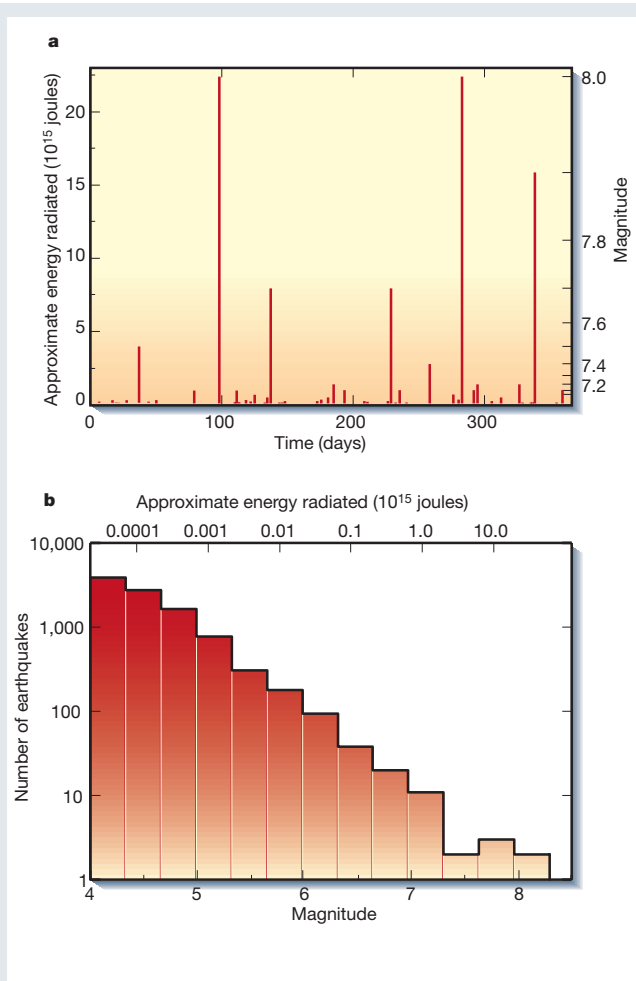 a
Approximate energy radiated (10¹⁵ joules)
20
15
10
5
0
8.0
7.8
7.6
7.4
7.2
Magnitude
0
100
200
300
Time (days)
b
Approximate energy radiated (10¹⁵ joules)
0.0001 0.001 0.01 0.1 1.0 10.0
10,000
1,000
100
10
1
Number of earthquakes
4 5 6 7 8
Magnitude